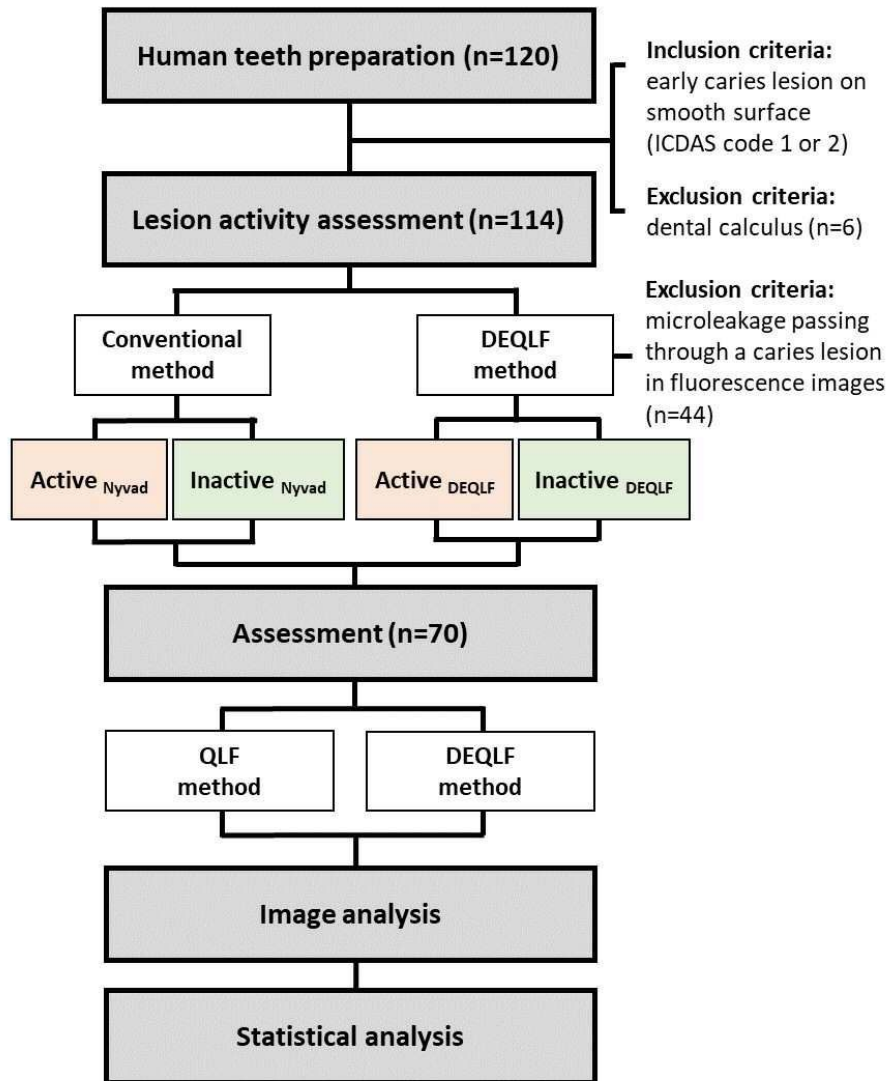 Human teeth preparation (n=120)
Inclusion criteria:
early caries lesion on
smooth surface
(ICDAS code 1 or 2)
Exclusion criteria:
dental calculus (n=6)
Lesion activity assessment (n=114)
Conventional
method
DEQLF
method
Exclusion criteria:
microleakage passing
through a caries lesion
in fluorescence images
(n=44)
Active Nyvad
Inactive Nyvad
Active DEQLF
Inactive DEQLF
Assessment (n=70)
QLF
method
DEQLF
method
Image analysis
Statistical analysis